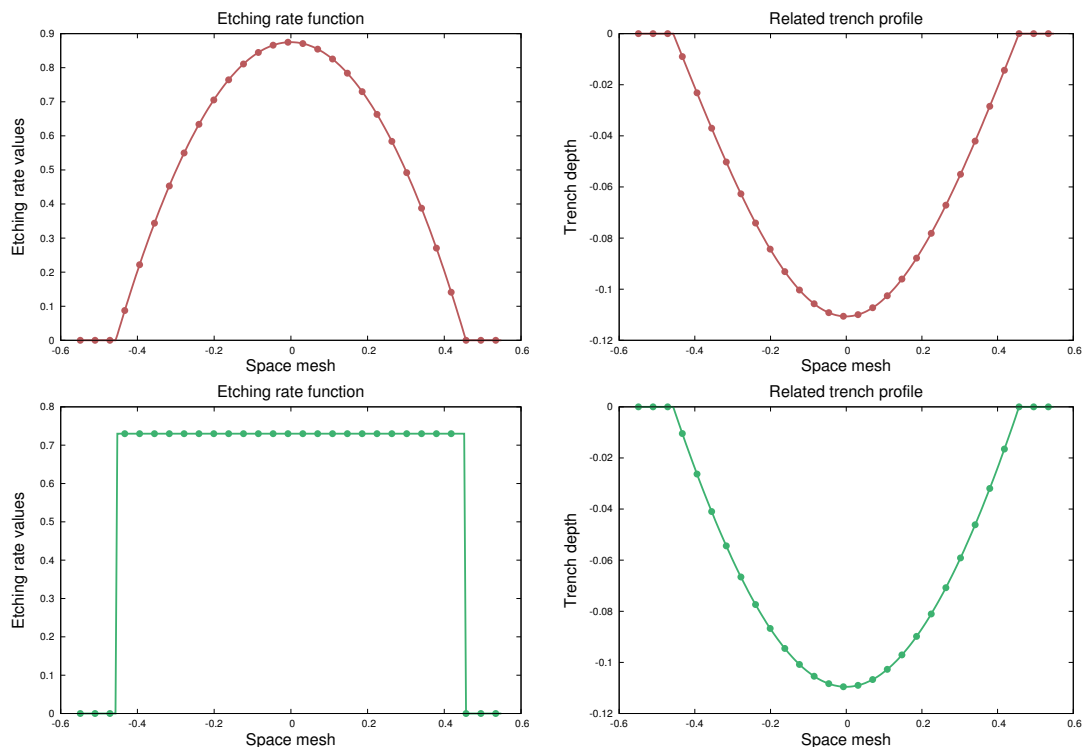 Etching rate function
Etching rate values
0.9
0.8
0.7
0.6
0.5
0.4
0.3
0.2
0.1
0
-0.6 -0.4 -0.2 0 0.2 0.4 0.6
Space mesh
Related trench profile
Trench depth
0
-0.02
-0.04
-0.06
-0.08
-0.1
-0.12
-0.6 -0.4 -0.2 0 0.2 0.4 0.6
Space mesh
Etching rate function
Etching rate values
0.8
0.7
0.6
0.5
0.4
0.3
0.2
0.1
0
-0.6 -0.4 -0.2 0 0.2 0.4 0.6
Space mesh
Related trench profile
Trench depth
0
-0.02
-0.04
-0.06
-0.08
-0.1
-0.12
-0.6 -0.4 -0.2 0 0.2 0.4 0.6
Space mesh